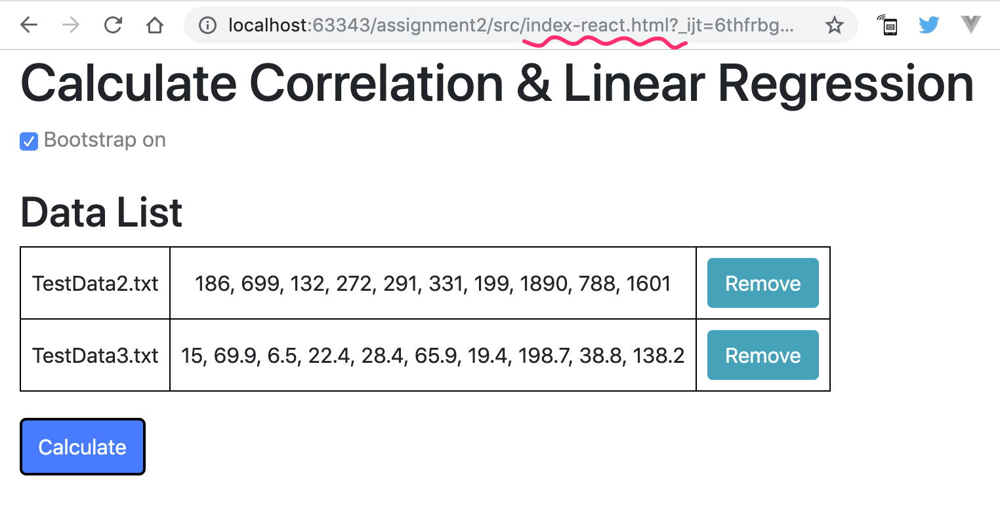 localhost:63343/assignment2/src/index-react.html?_ijt=6thfrbg...
Calculate Correlation & Linear Regression
Bootstrap on
Data List
TestData2.txt 186, 699, 132, 272, 291, 331, 199, 1890, 788, 1601 Remove
TestData3.txt 15, 69.9, 6.5, 22.4, 28.4, 65.9, 19.4, 198.7, 38.8, 138.2 Remove
Calculate